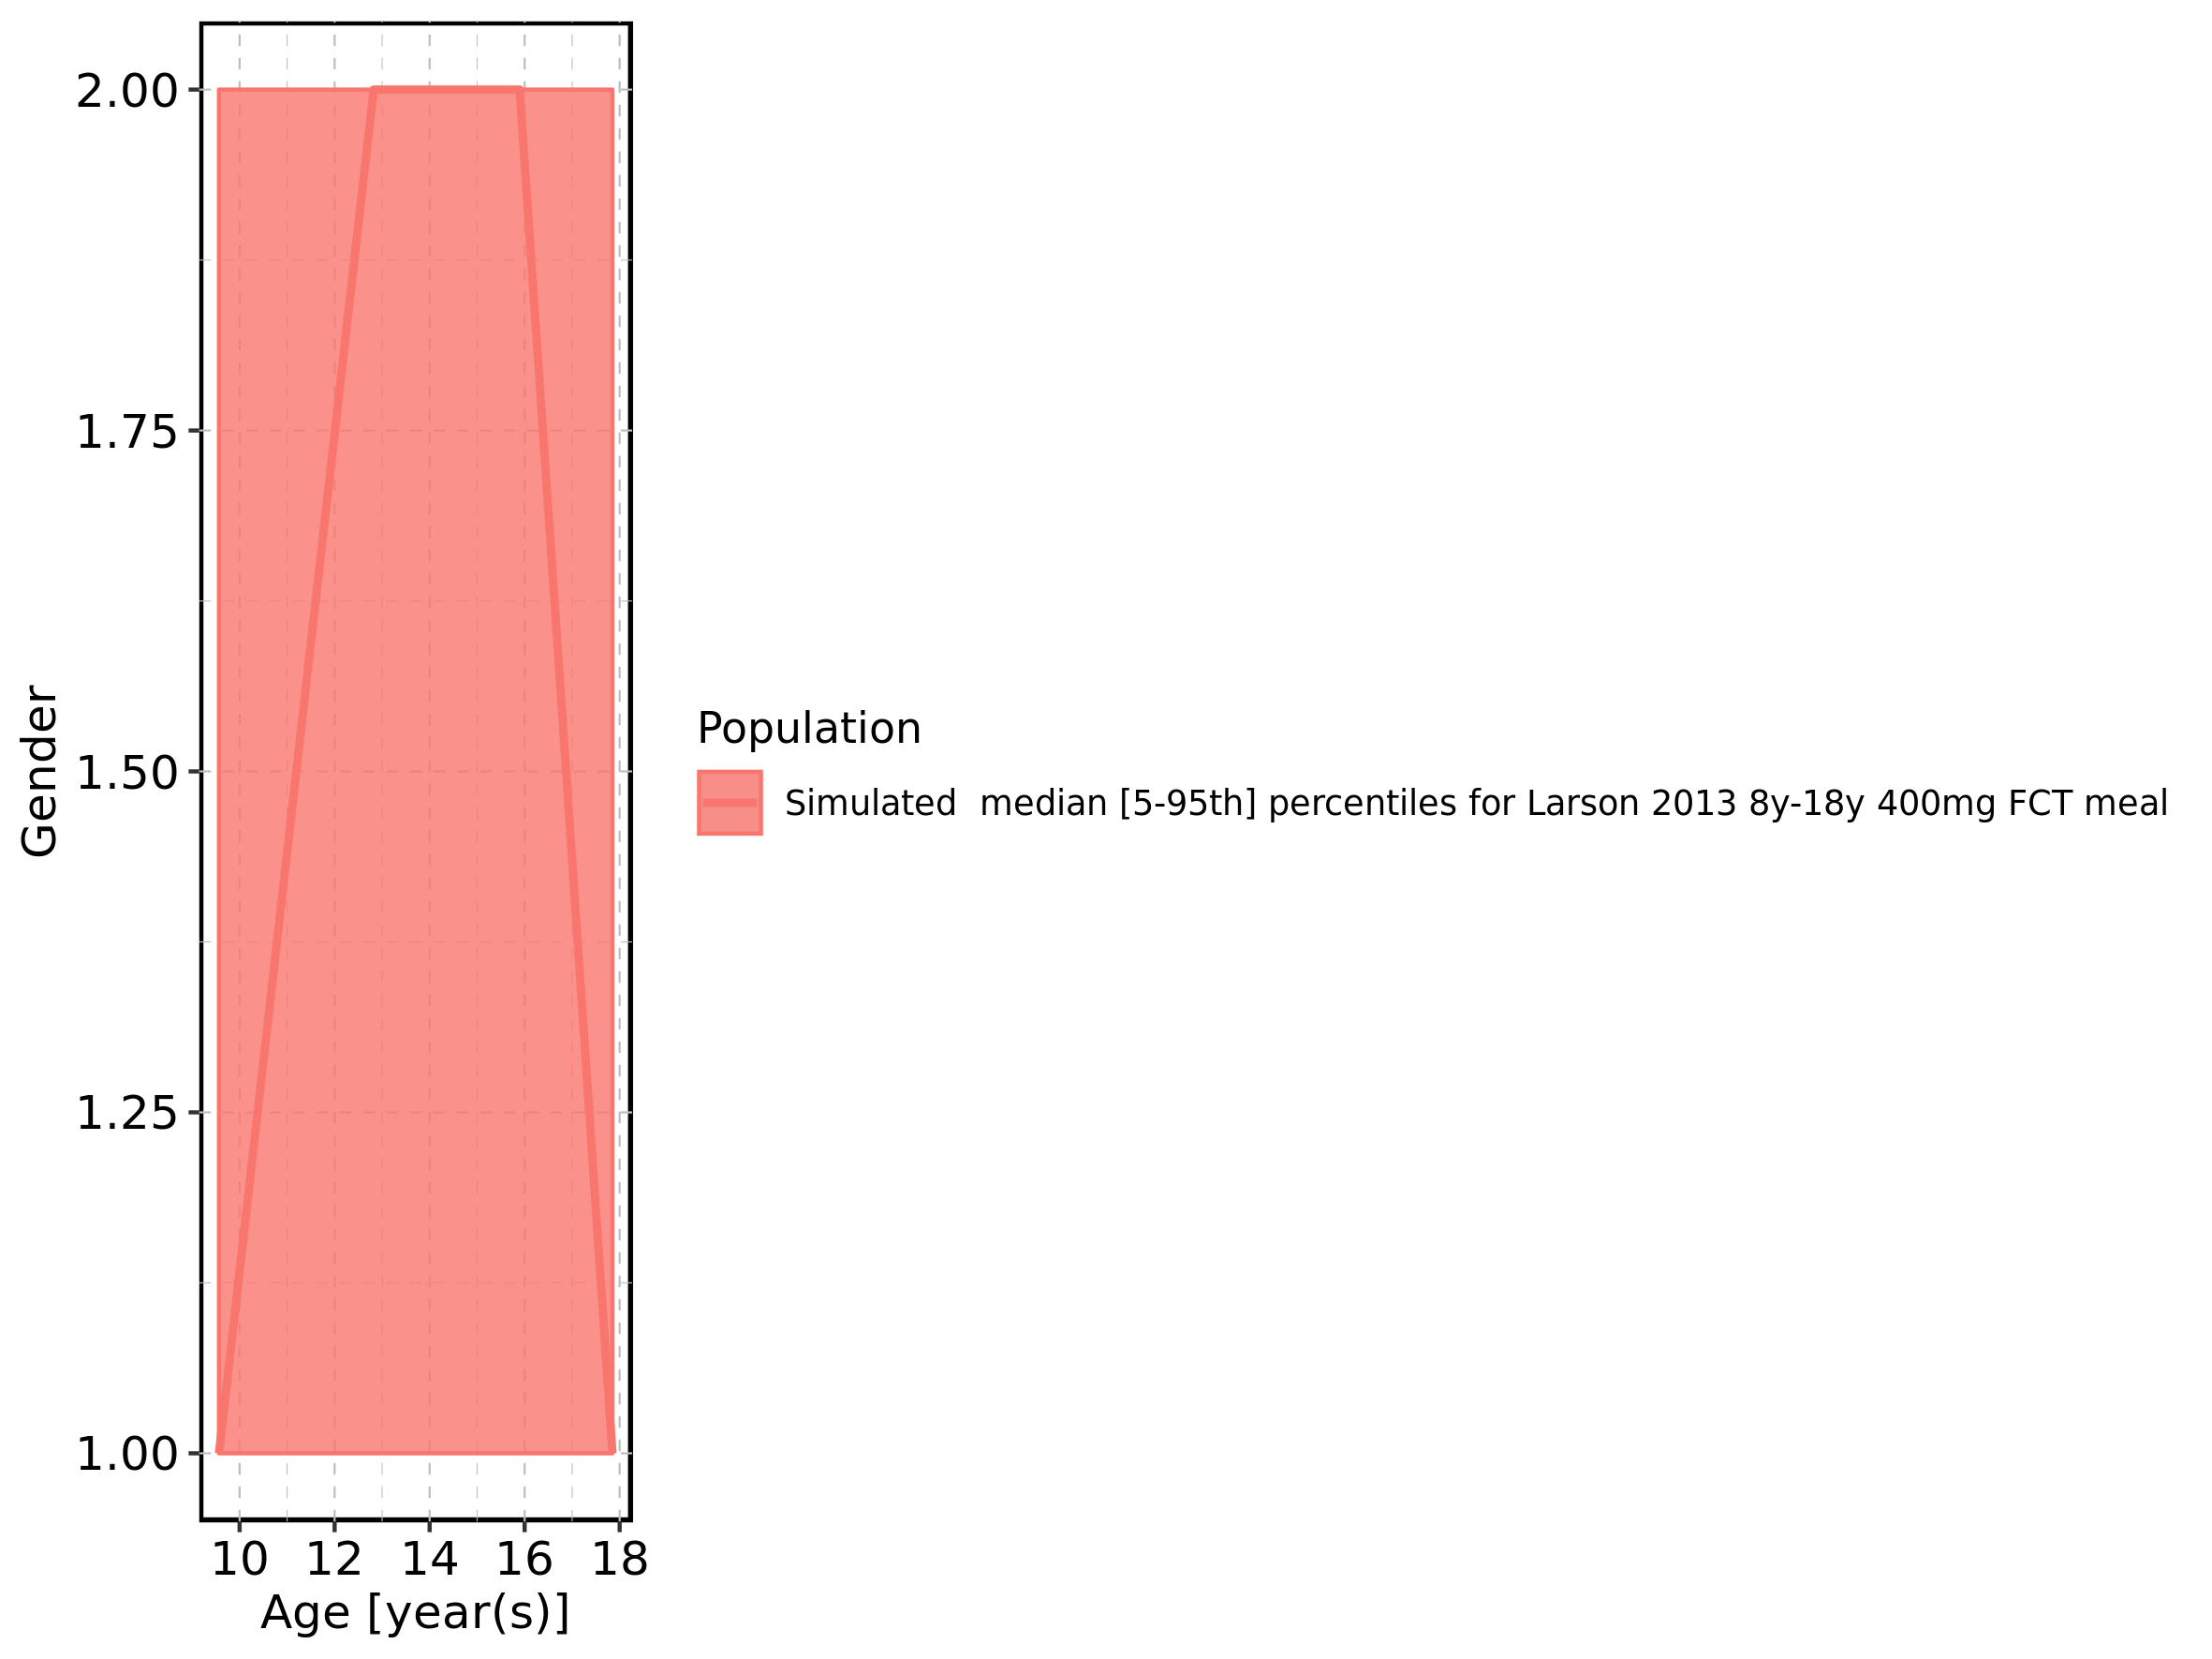 2.00
1.75
1.50
1.25
1.00
Gender
10 12 14 16 18
Age [year(s)]
Population
Simulated  median [5-95th] percentiles for Larson 2013 8y-18y 400mg FCT meal